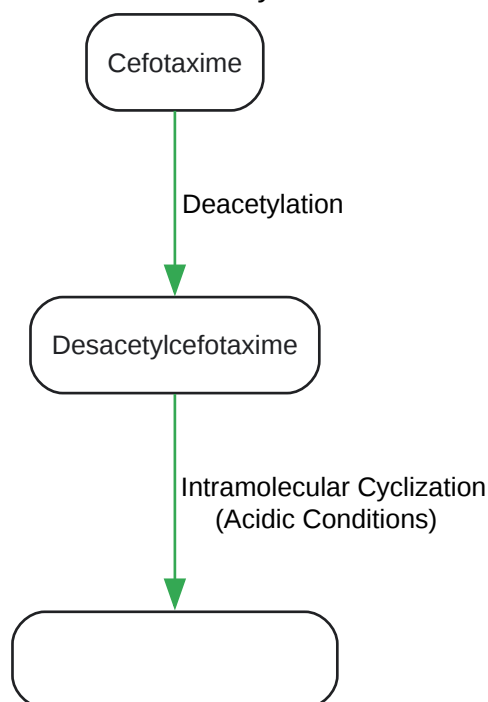 Cefotaxime
Deacetylation
Desacetylcefotaxime
Intramolecular Cyclization
(Acidic Conditions)